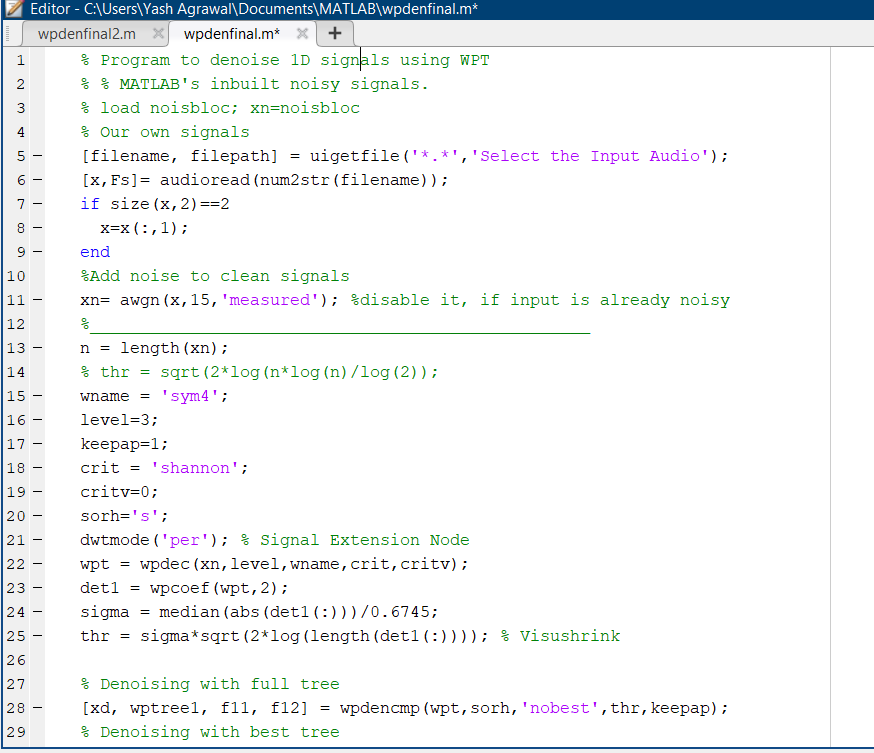 Editor - C:\Users\Yash Agrawal\Documents\MATLAB\wpdenfinal.m*
wpdenfinal2.m × wpdenfinal.m* × +
1 % Program to denoise 1D signals using WPT
2 % % MATLAB's inbuilt noisy signals.
3 % load noisbloc; xn=noisbloc
4 % Our own signals
5 – [filename, filepath] = uigetfile('*.*','Select the Input Audio');
6 – [x,Fs]= audioread(num2str(filename));
7 – if size(x,2)==2
8 – x=x(:,1);
9 – end
10 %Add noise to clean signals
11 – xn= awgn(x,15,'measured'); %disable it, if input is already noisy
12 %__________________________________________________
13 – n = length(xn);
14 % thr = sqrt(2*log(n*log(n)/log(2));
15 – wname = 'sym4';
16 – level=3;
17 – keepap=1;
18 – crit = 'shannon';
19 – critv=0;
20 – sorh='s';
21 – dwtmode('per'); % Signal Extension Node
22 – wpt = wpdec(xn,level,wname,crit,critv);
23 – det1 = wpcoef(wpt,2);
24 – sigma = median(abs(det1(:)))/0.6745;
25 – thr = sigma*sqrt(2*log(length(det1(:)))); % Visushrink
26
27 % Denoising with full tree
28 – [xd, wptree1, f11, f12] = wpdencmp(wpt,sorh,'nobest',thr,keepap);
29 % Denoising with best tree